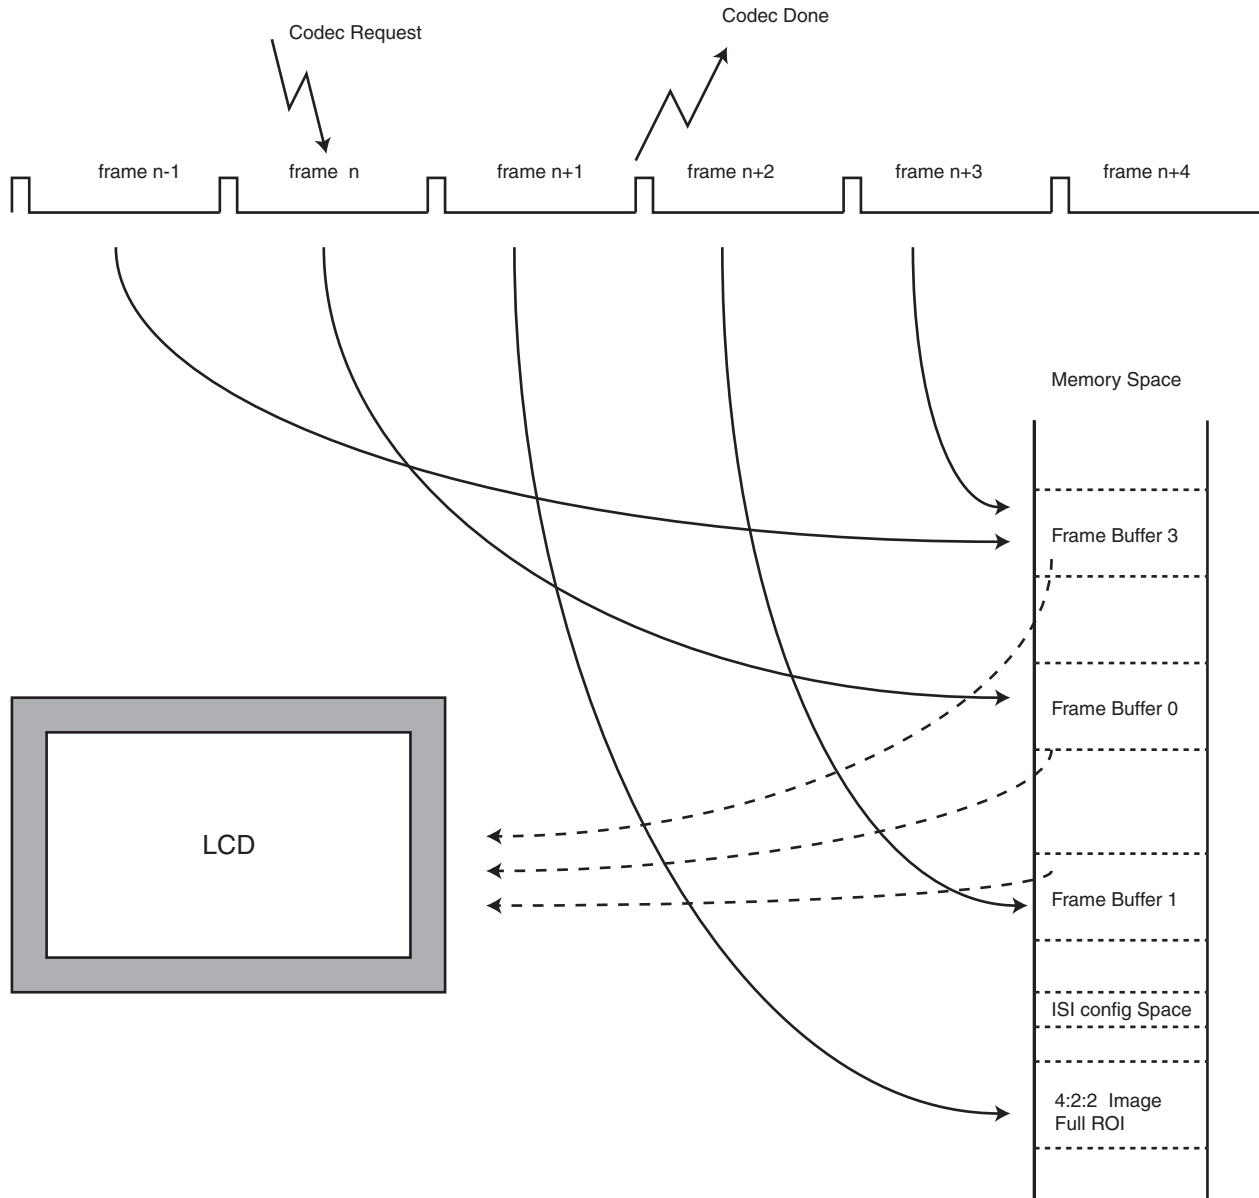 Codec Request
Codec Done
frame n-1
frame n
frame n+1
frame n+2
frame n+3
frame n+4
Memory Space
Frame Buffer 3
Frame Buffer 0
LCD
Frame Buffer 1
ISI config Space
4:2:2 Image
Full ROI